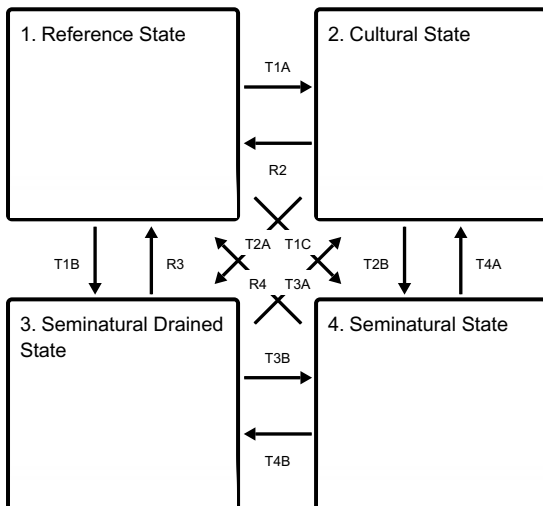 1. Reference State
2. Cultural State
T1A
R2
T2A
T1C
T1B
R3
T2B
T4A
R4
T3A
3. Seminatural Drained
State
4. Seminatural State
T3B
T4B